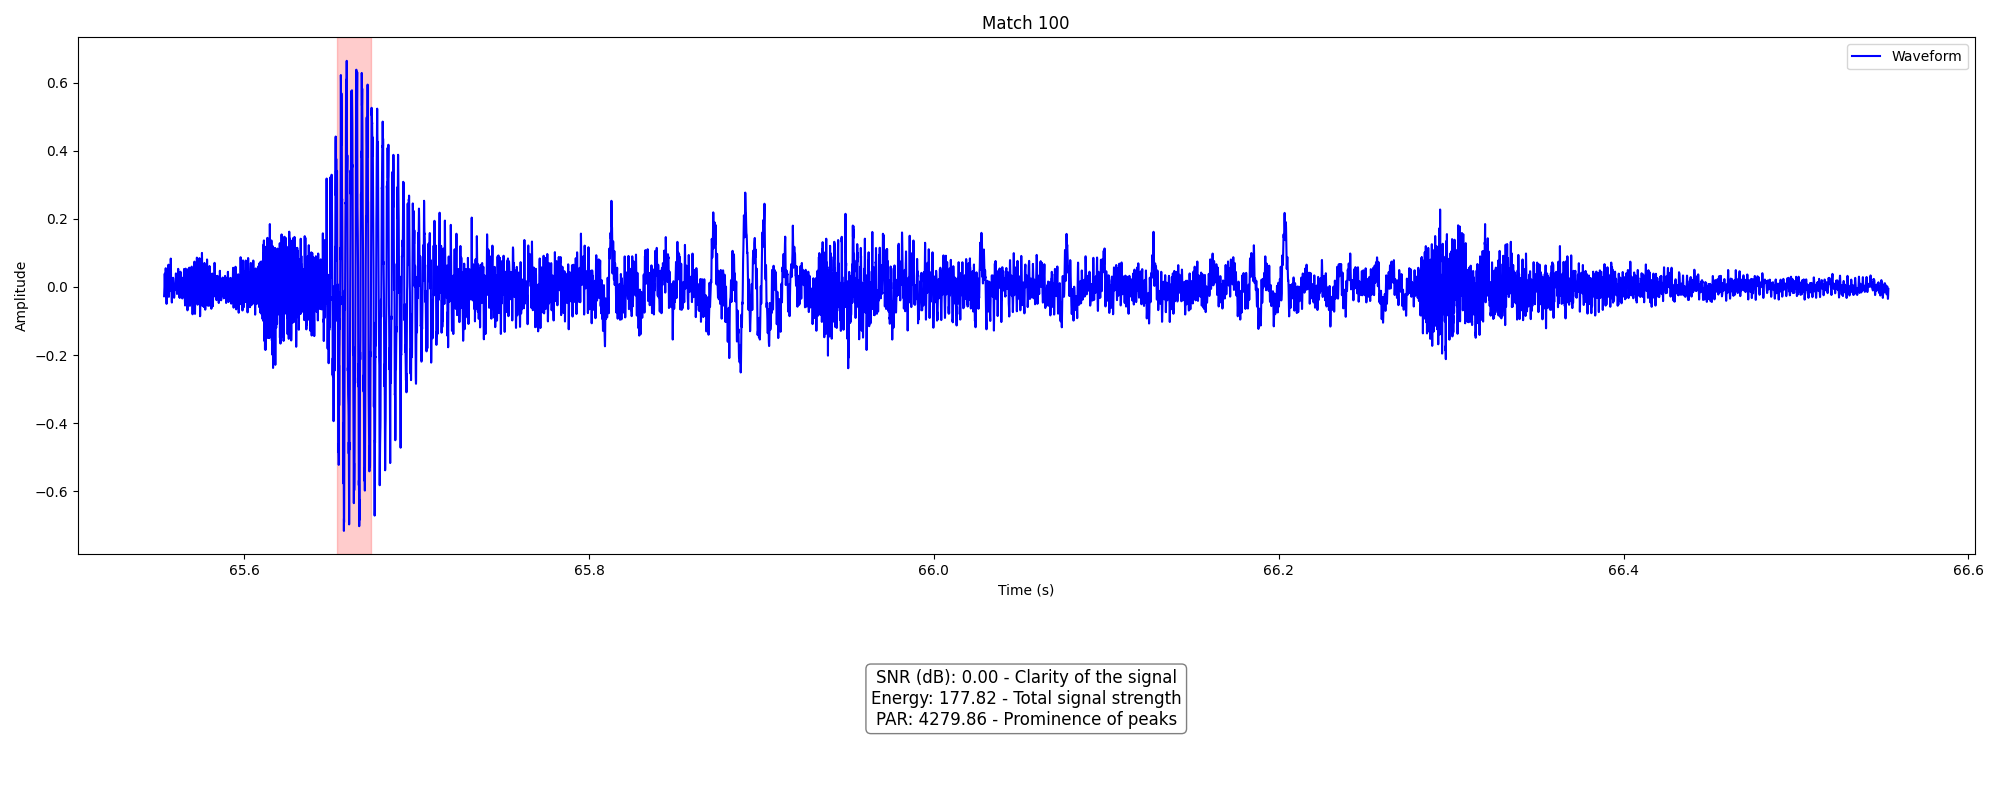 Match 100
Waveform
Amplitude
0.6
0.4
0.2
0.0
−0.2
−0.4
−0.6
65.6 65.8 66.0 66.2 66.4 66.6
Time (s)
SNR (dB): 0.00 - Clarity of the signal
Energy: 177.82 - Total signal strength
PAR: 4279.86 - Prominence of peaks